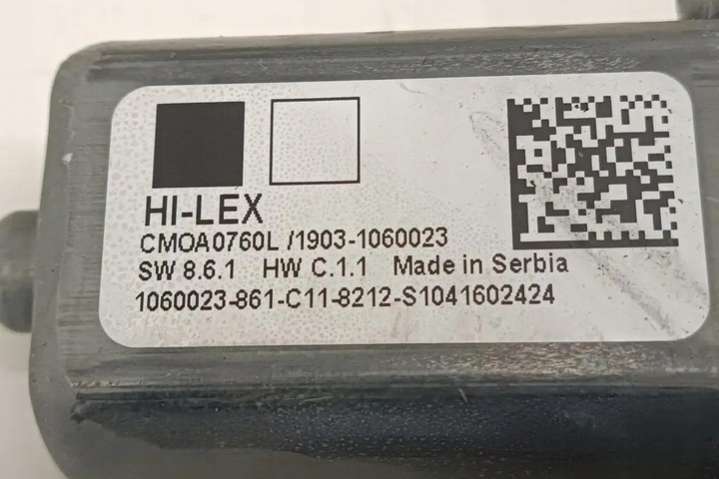 HI-LEX
CMOA0760L /1903-1060023
SW 8.6.1 HW C.1.1 Made in Serbia
1060023-861-C11-8212-S1041602424